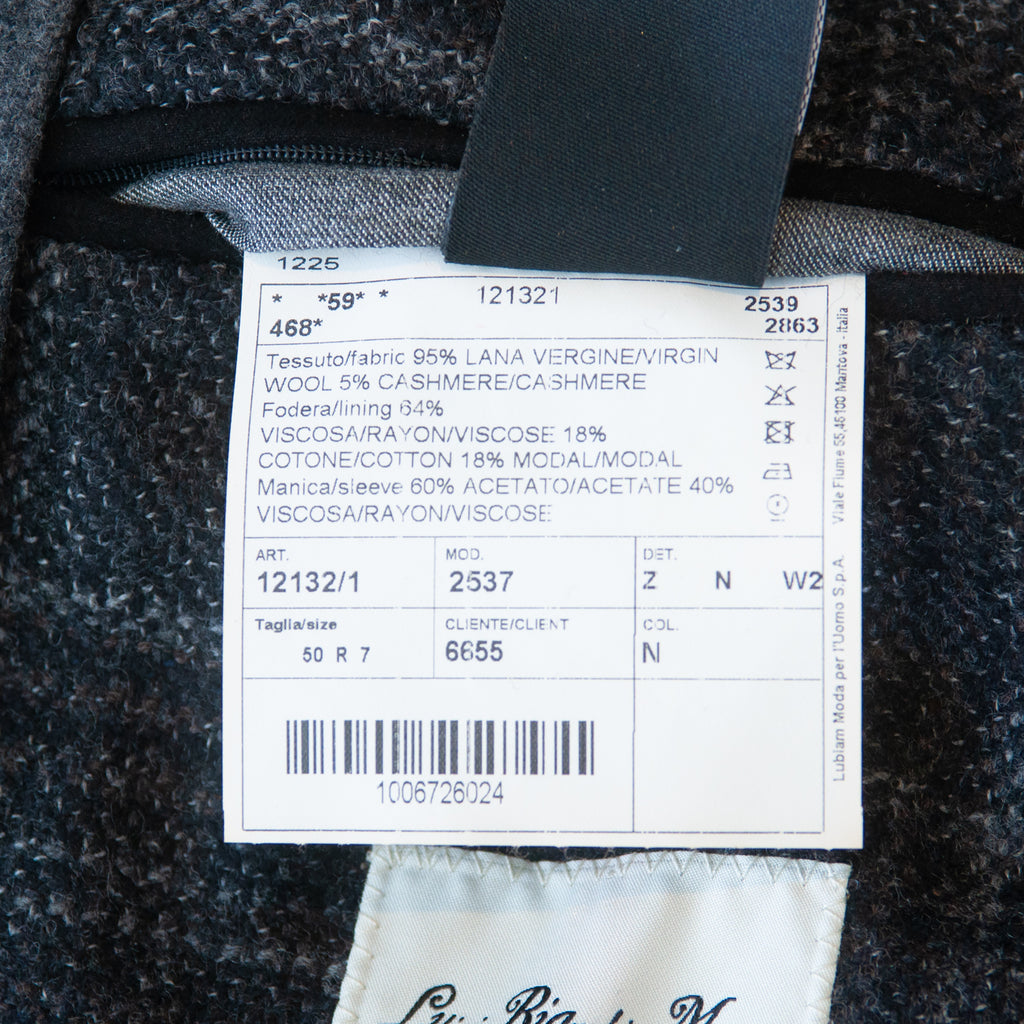 1225
* *59* * 121321 2539
468* 2863
Tessuto/fabric 95% LANA VERGINE/VIRGIN
WOOL 5% CASHMERE/CASHMERE
Fodera/lining 64%
VISCOSA/RAYON/VISCOSE 18%
COTONE/COTTON 18% MODAL/MODAL
Manica/sleeve 60% ACETATO/ACETATE 40%
VISCOSA/RAYON/VISCOSE
ART. MOD. DET.
12132/1 2537 Z N W2
Taglia/size CLIENTE/CLIENT COL.
50 R 7 6655 N
1006726024
Lubiam Moda per l'Uomo S.p.A. Viale Fiume 55,46100 Mantova - Italia
Luigi Bianchi M